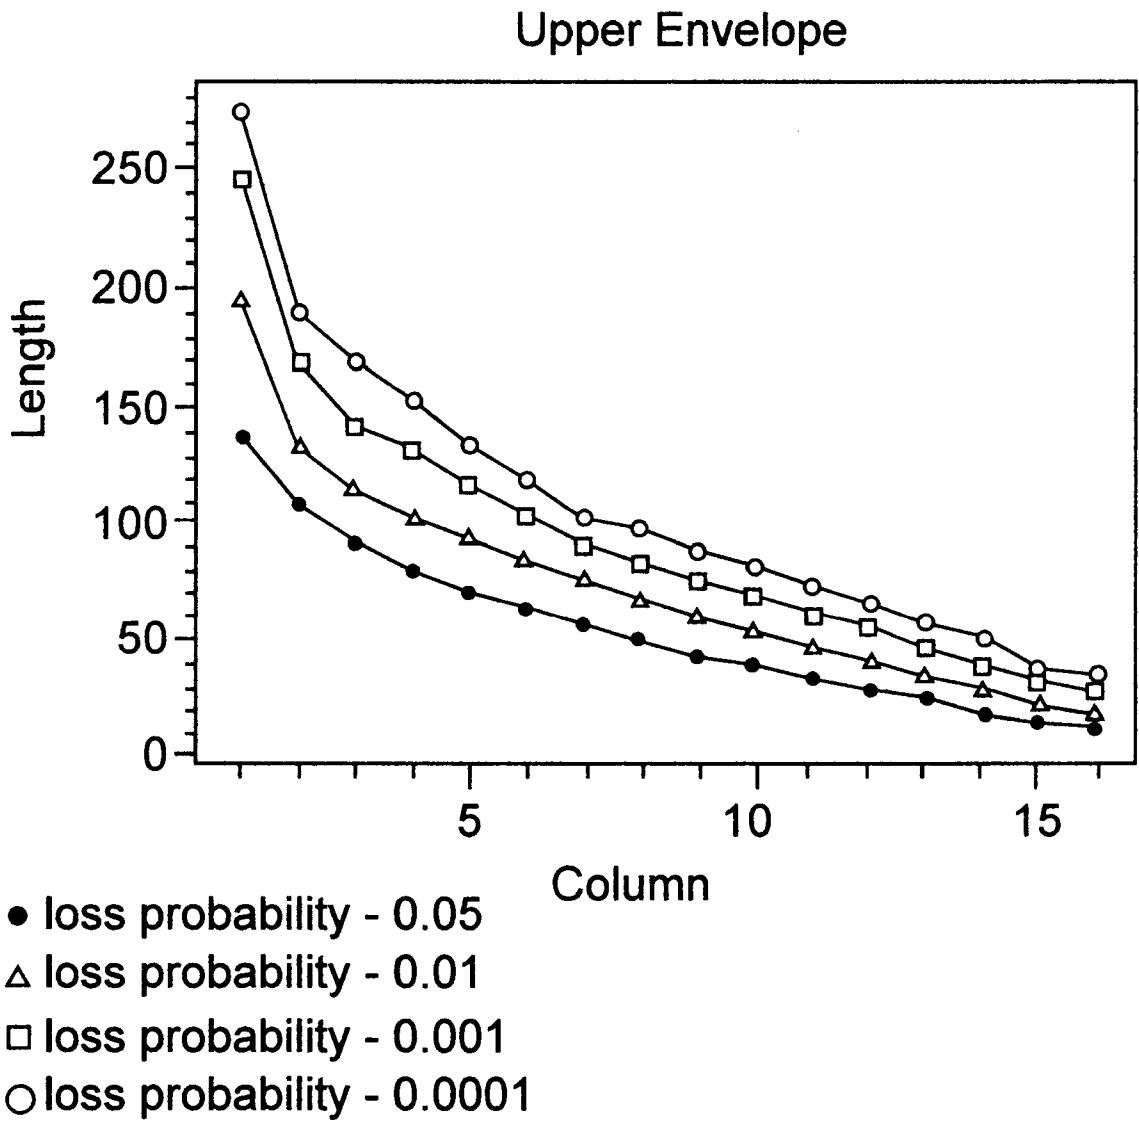 Upper Envelope
Length
250
200
150
100
50
0
5 10 15
Column
loss probability - 0.05
loss probability - 0.01
loss probability - 0.001
loss probability - 0.0001